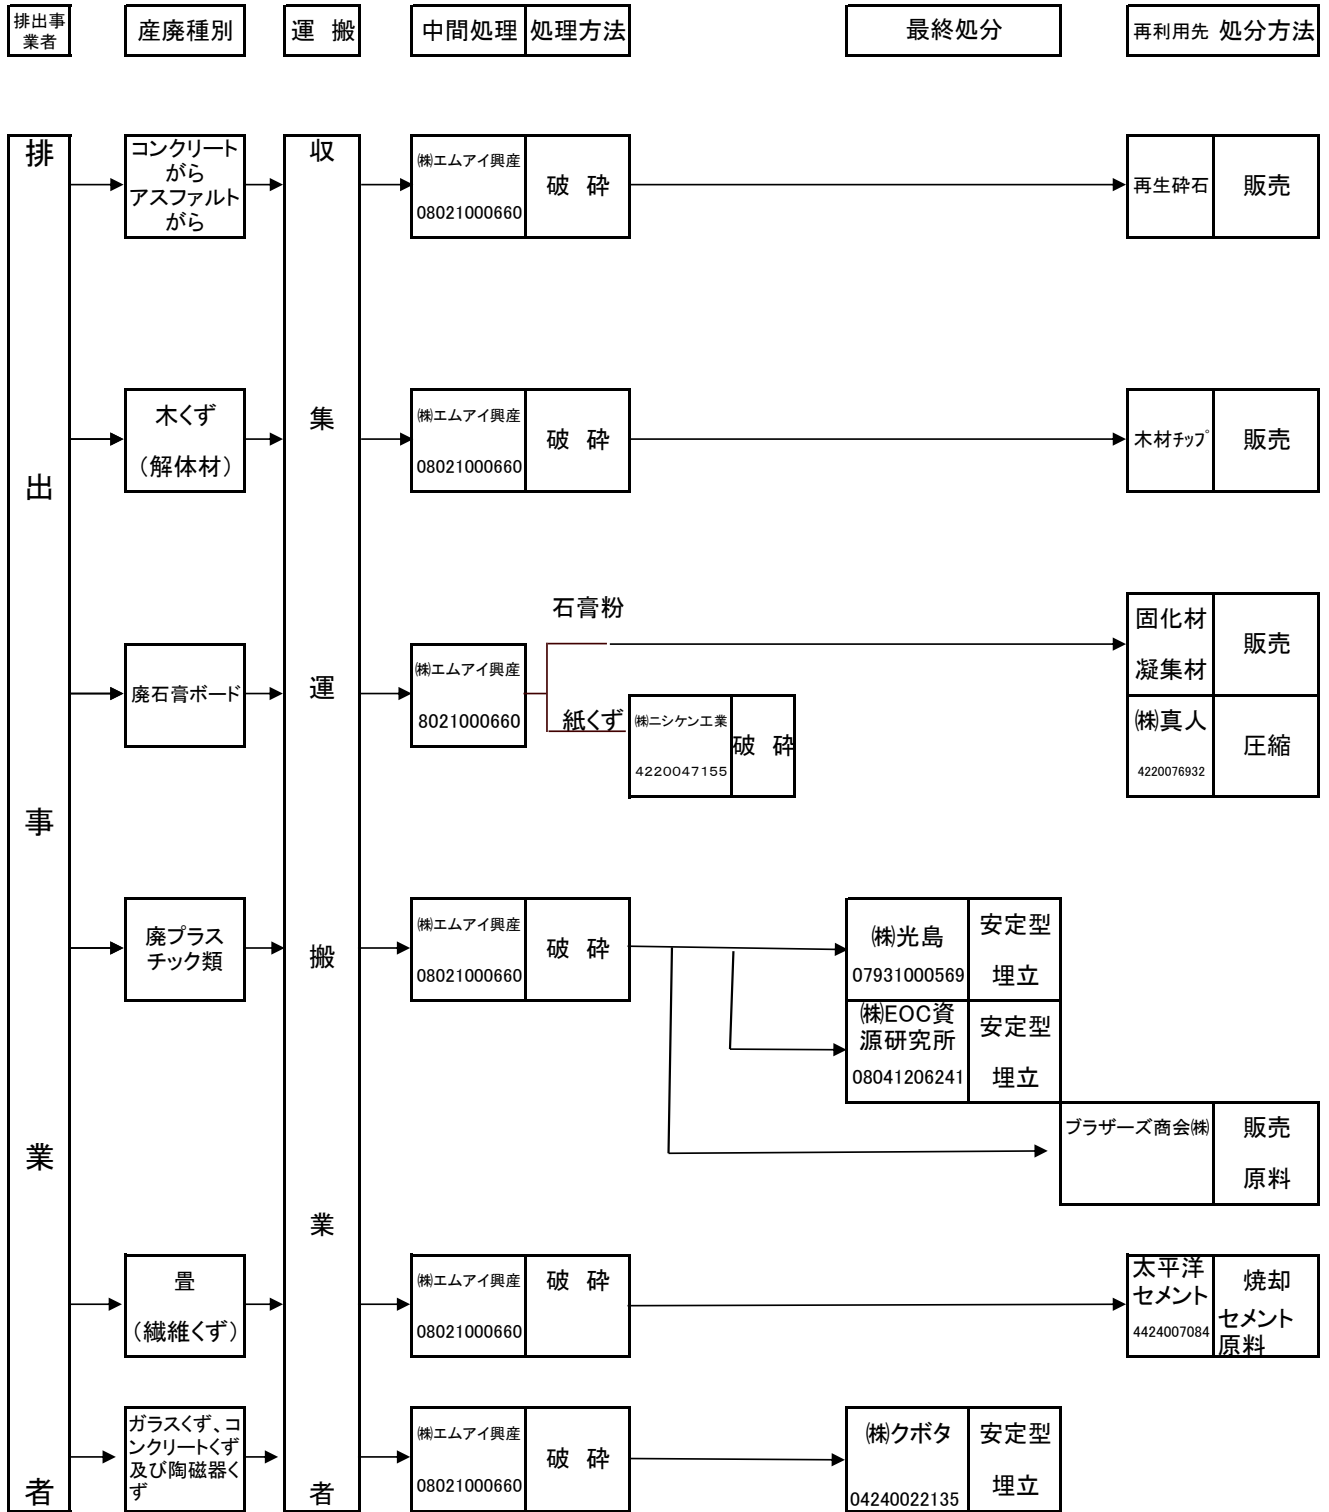 排出事
業者
産廃種別
運 搬
中間処理
処理方法
最終処分
再利用先
処分方法
排出事業者
収集運搬業者
コンクリート
がら
アスファルト
がら
㈱エムアイ興産
08021000660
破 砕
再生砕石
販売
木くず
(解体材)
㈱エムアイ興産
08021000660
破 砕
木材チップ
販売
廃石膏ボード
㈱エムアイ興産
8021000660
石膏粉
固化材
凝集材
販売
紙くず
㈱ニシケン工業
4220047155
破 砕
㈱真人
4220076932
圧縮
廃プラス
チック類
㈱エムアイ興産
08021000660
破 砕
㈱光島
07931000569
安定型
埋立
㈱EOC資
源研究所
08041206241
安定型
埋立
ブラザーズ商会㈱
販売
原料
畳
(繊維くず)
㈱エムアイ興産
08021000660
破 砕
太平洋
セメント
4424007084
焼却
セメント
原料
ガラスくず、コ
ンクリートくず
及び陶磁器く
ず
㈱エムアイ興産
08021000660
破 砕
㈱クボタ
04240022135
安定型
埋立